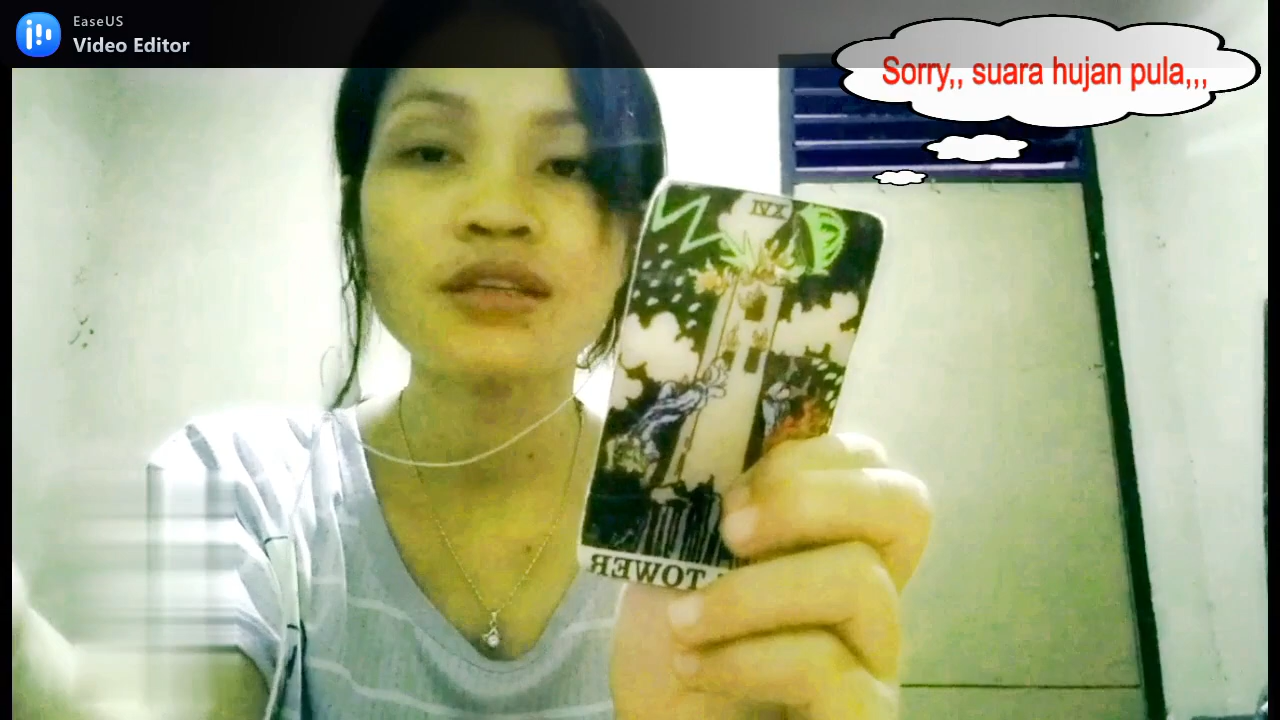 EaseUS
Video Editor
Sorry,, suara hujan pula,,,
XVI
TOWER